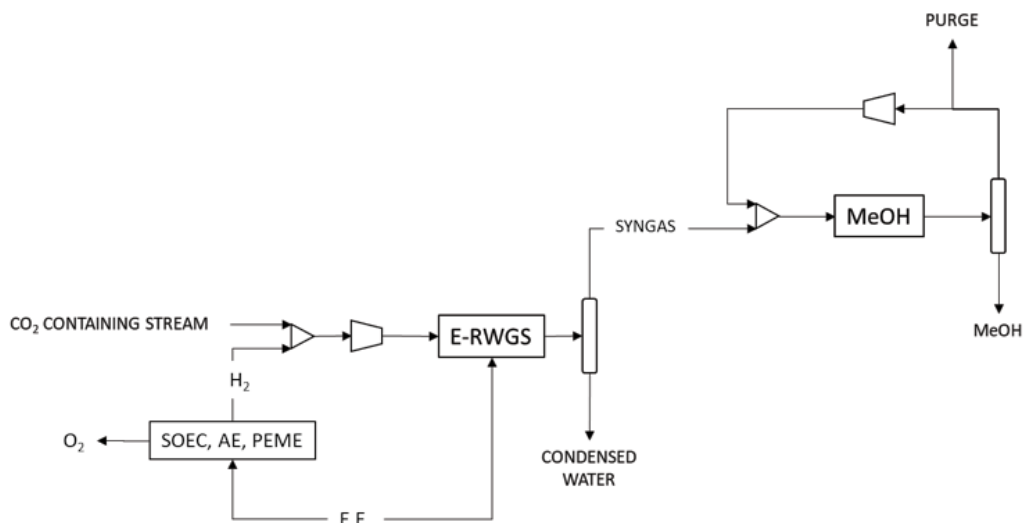 PURGE
MeOH
SYNGAS
MeOH
CO₂ CONTAINING STREAM
E-RWGS
H₂
O₂
SOEC, AE, PEME
CONDENSED
WATER